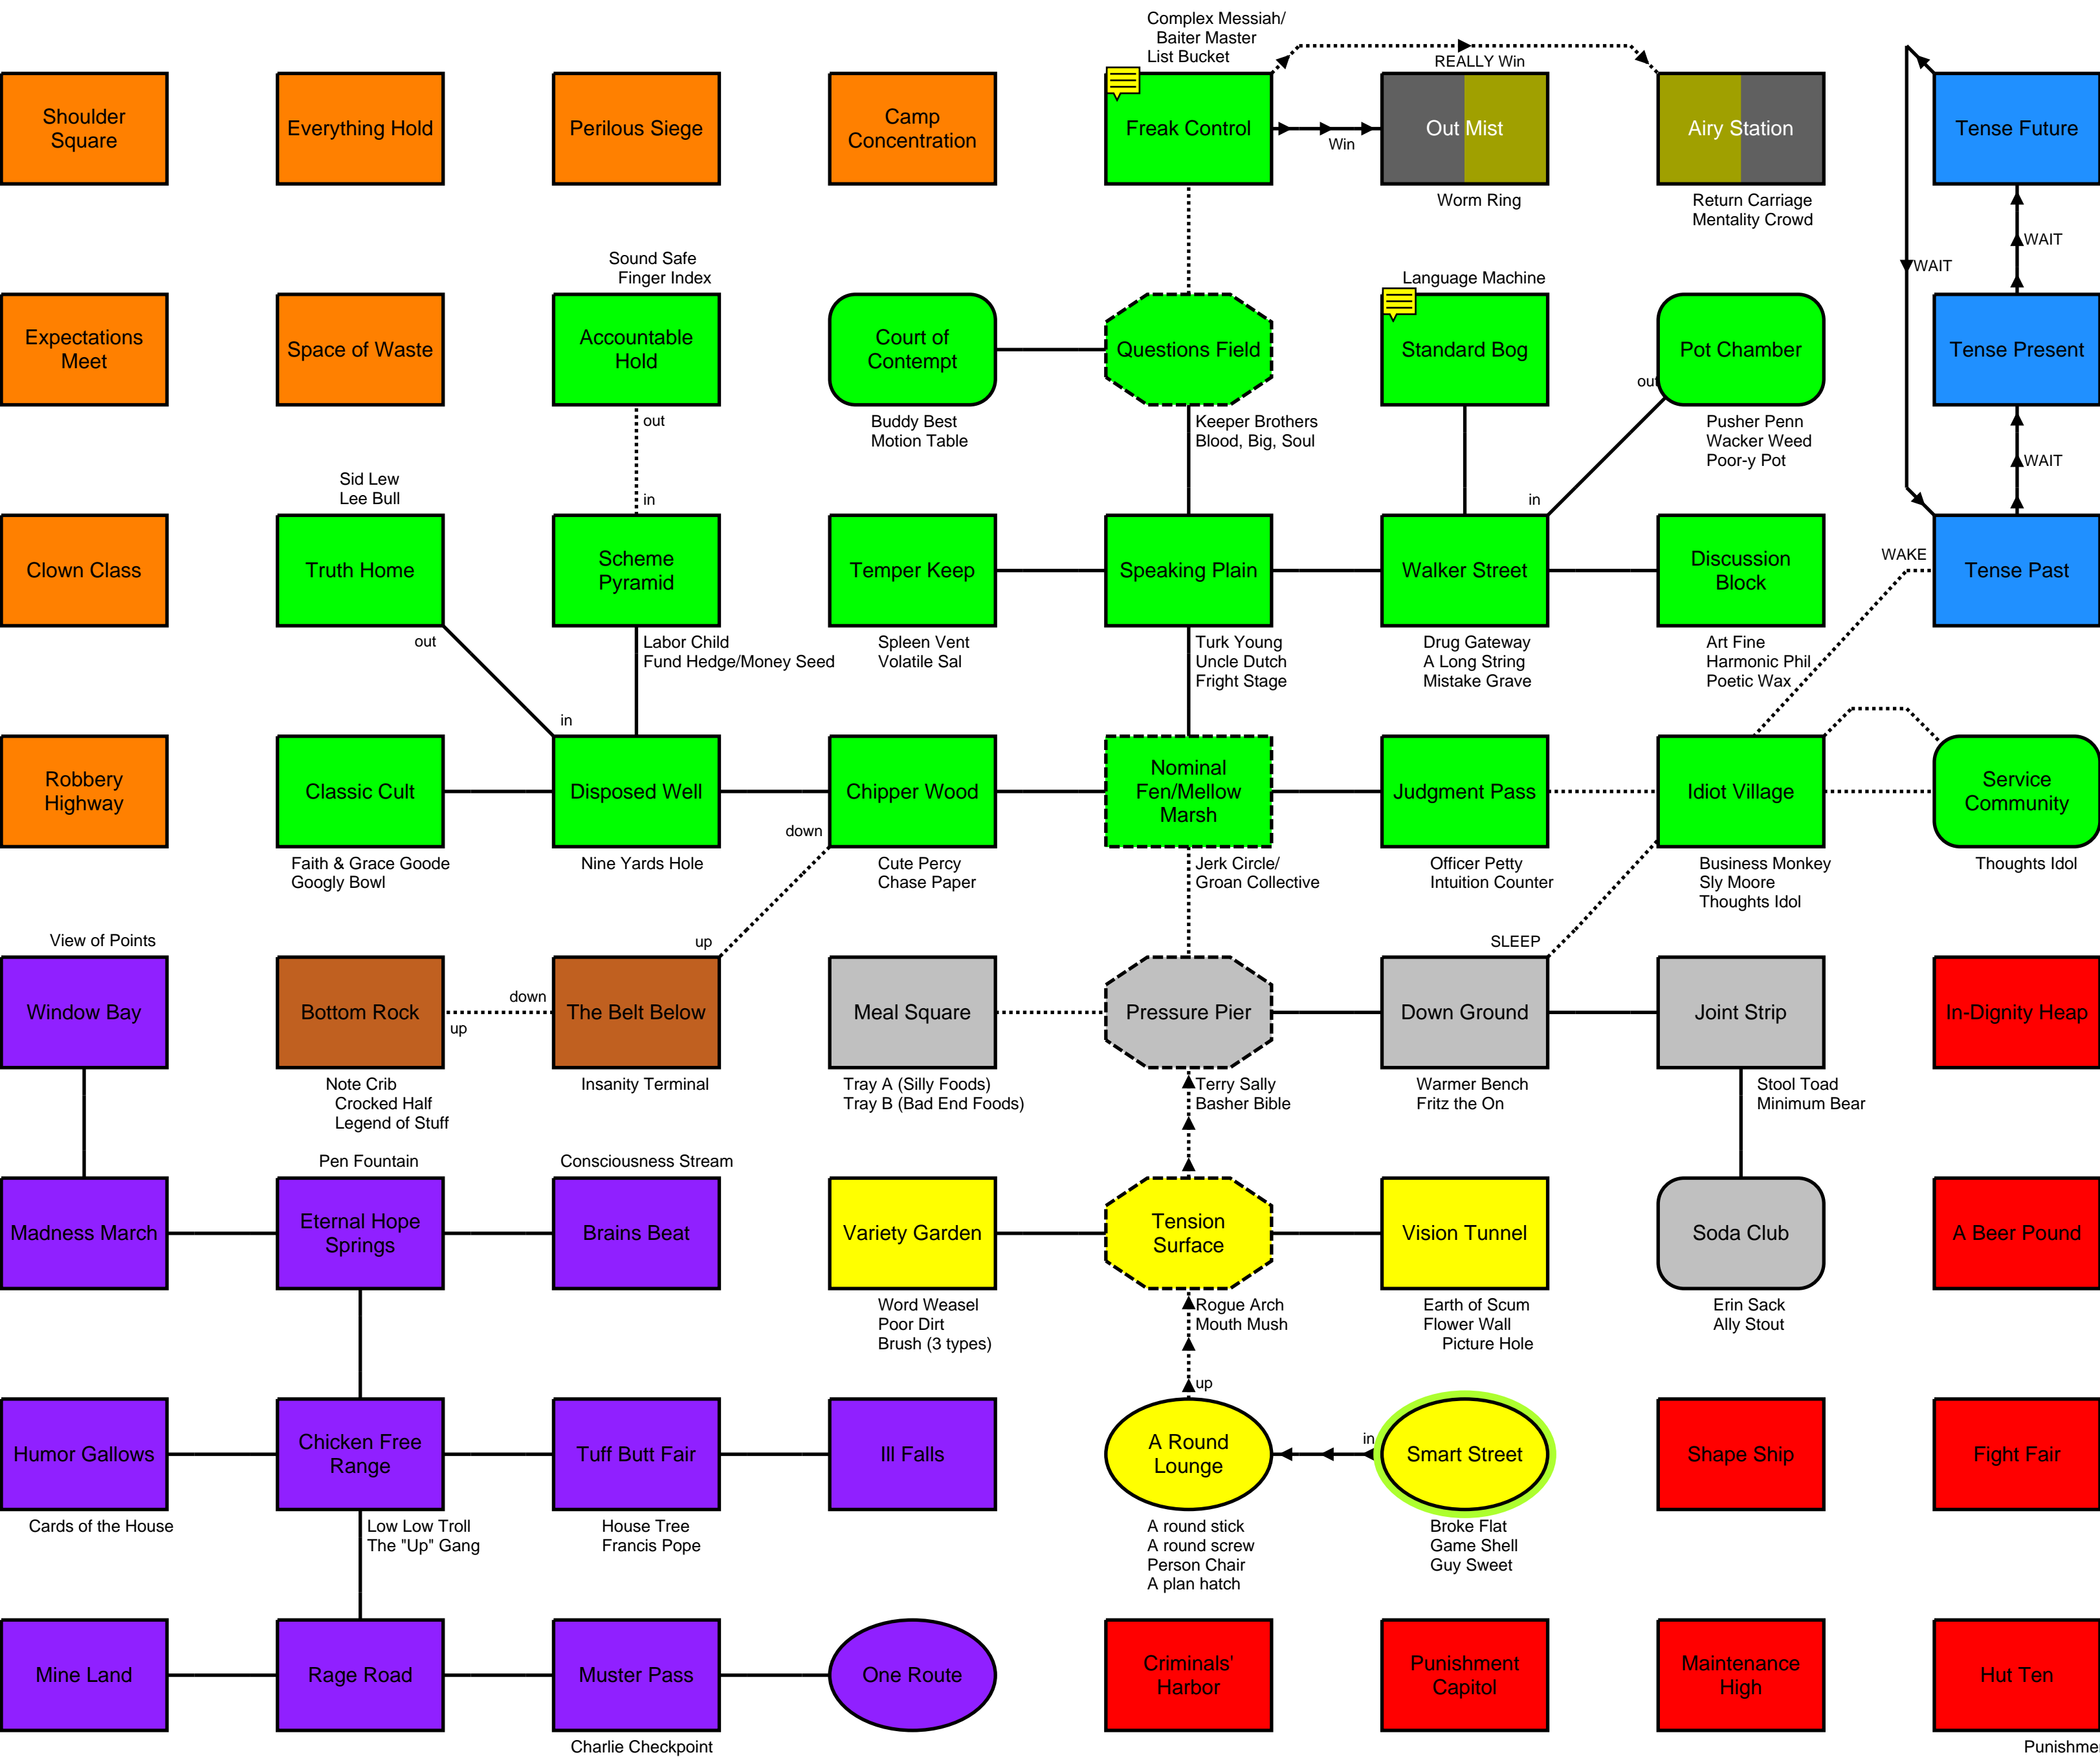 Complex Messiah/
Baiter Master
List Bucket
REALLY Win
Shoulder
Square
Everything Hold
Perilous Siege
Camp
Concentration
Freak Control
Win
Out Mist
Airy Station
Tense Future
Worm Ring
Return Carriage
Mentality Crowd
WAIT
WAIT
Sound Safe
Finger Index
Language Machine
Expectations
Meet
Space of Waste
Accountable
Hold
Court of
Contempt
Questions Field
Standard Bog
Pot Chamber
Tense Present
out
out
Buddy Best
Motion Table
Keeper Brothers
Blood, Big, Soul
Pusher Penn
Wacker Weed
Poor-y Pot
WAIT
Sid Lew
Lee Bull
in
in
Clown Class
Truth Home
Scheme
Pyramid
Temper Keep
Speaking Plain
Walker Street
Discussion
Block
WAKE
Tense Past
out
Labor Child
Fund Hedge/Money Seed
Spleen Vent
Volatile Sal
Turk Young
Uncle Dutch
Fright Stage
Drug Gateway
A Long String
Mistake Grave
Art Fine
Harmonic Phil
Poetic Wax
in
Robbery
Highway
Classic Cult
Disposed Well
Chipper Wood
Nominal
Fen/Mellow
Marsh
Judgment Pass
Idiot Village
Service
Community
down
Faith & Grace Goode
Googly Bowl
Nine Yards Hole
Cute Percy
Chase Paper
Jerk Circle/
Groan Collective
Officer Petty
Intuition Counter
Business Monkey
Sly Moore
Thoughts Idol
Thoughts Idol
View of Points
up
SLEEP
Window Bay
Bottom Rock
down
up
The Belt Below
Meal Square
Pressure Pier
Down Ground
Joint Strip
In-Dignity Heap
Note Crib
Crocked Half
Legend of Stuff
Insanity Terminal
Tray A (Silly Foods)
Tray B (Bad End Foods)
Terry Sally
Basher Bible
Warmer Bench
Fritz the On
Stool Toad
Minimum Bear
Pen Fountain
Consciousness Stream
Madness March
Eternal Hope
Springs
Brains Beat
Variety Garden
Tension
Surface
Vision Tunnel
Soda Club
A Beer Pound
Word Weasel
Poor Dirt
Brush (3 types)
Rogue Arch
Mouth Mush
Earth of Scum
Flower Wall
Picture Hole
Erin Sack
Ally Stout
up
Humor Gallows
Chicken Free
Range
Tuff Butt Fair
Ill Falls
A Round
Lounge
in
Smart Street
Shape Ship
Fight Fair
Cards of the House
Low Low Troll
The "Up" Gang
House Tree
Francis Pope
A round stick
A round screw
Person Chair
A plan hatch
Broke Flat
Game Shell
Guy Sweet
Mine Land
Rage Road
Muster Pass
One Route
Criminals'
Harbor
Punishment
Capitol
Maintenance
High
Hut Ten
Charlie Checkpoint
Punishme